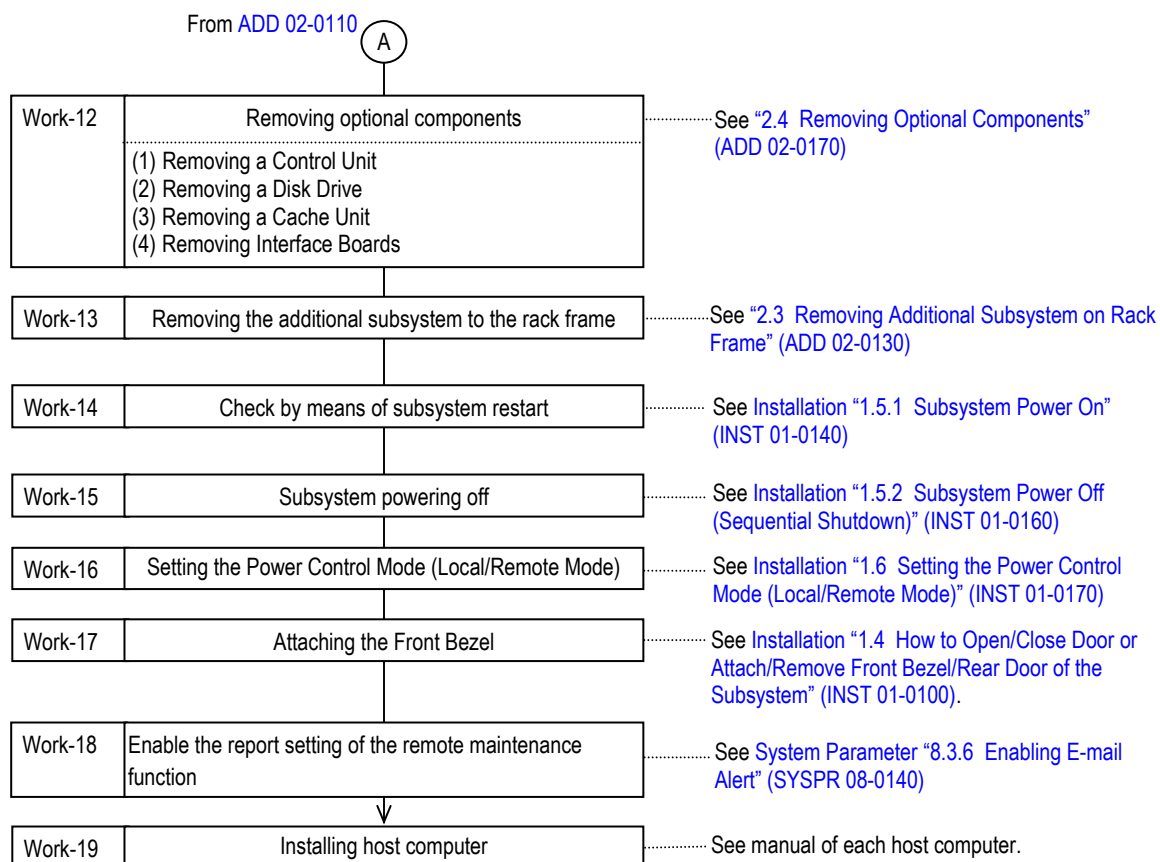 From ADD 02-0110
A
Work-12
Removing optional components
(1) Removing a Control Unit
(2) Removing a Disk Drive
(3) Removing a Cache Unit
(4) Removing Interface Boards
See “2.4 Removing Optional Components”
(ADD 02-0170)
Work-13
Removing the additional subsystem to the rack frame
See “2.3 Removing Additional Subsystem on Rack
Frame” (ADD 02-0130)
Work-14
Check by means of subsystem restart
See Installation “1.5.1 Subsystem Power On”
(INST 01-0140)
Work-15
Subsystem powering off
See Installation “1.5.2 Subsystem Power Off
(Sequential Shutdown)” (INST 01-0160)
Work-16
Setting the Power Control Mode (Local/Remote Mode)
See Installation “1.6 Setting the Power Control
Mode (Local/Remote Mode)” (INST 01-0170)
Work-17
Attaching the Front Bezel
See Installation “1.4 How to Open/Close Door or
Attach/Remove Front Bezel/Rear Door of the
Subsystem” (INST 01-0100).
Work-18
Enable the report setting of the remote maintenance
function
See System Parameter “8.3.6 Enabling E-mail
Alert” (SYSPR 08-0140)
Work-19
Installing host computer
See manual of each host computer.